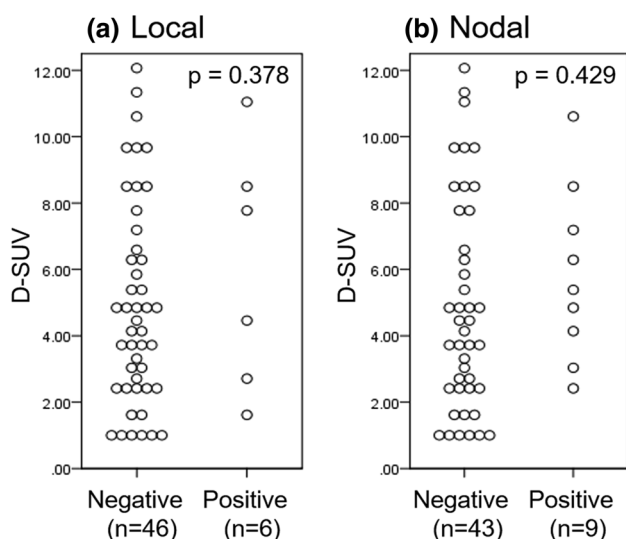 (a) Local
p = 0.378
D-SUV
12.00
10.00
8.00
6.00
4.00
2.00
.00
Negative Positive
(n=46) (n=6)
(b) Nodal
p = 0.429
D-SUV
12.00
10.00
8.00
6.00
4.00
2.00
.00
Negative Positive
(n=43) (n=9)